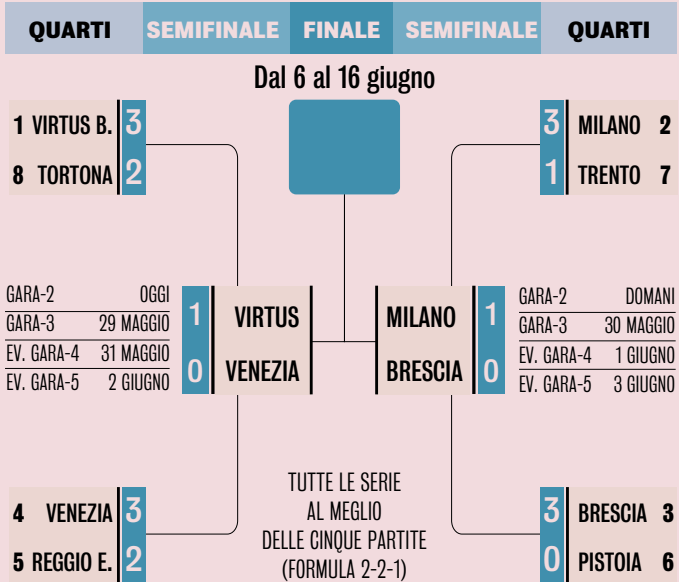 QUARTI SEMIFINALE FINALE SEMIFINALE QUARTI
Dal 6 al 16 giugno
1 VIRTUS B. 3
8 TORTONA 2
3 MILANO 2
1 TRENTO 7
GARA-2 OGGI
GARA-3 29 MAGGIO
EV. GARA-4 31 MAGGIO
EV. GARA-5 2 GIUGNO
1 VIRTUS
0 VENEZIA
MILANO 1
BRESCIA 0
GARA-2 DOMANI
GARA-3 30 MAGGIO
EV. GARA-4 1 GIUGNO
EV. GARA-5 3 GIUGNO
4 VENEZIA 3
5 REGGIO E. 2
TUTTE LE SERIE
AL MEGLIO
DELLE CINQUE PARTITE
(FORMULA 2-2-1)
3 BRESCIA 3
0 PISTOIA 6